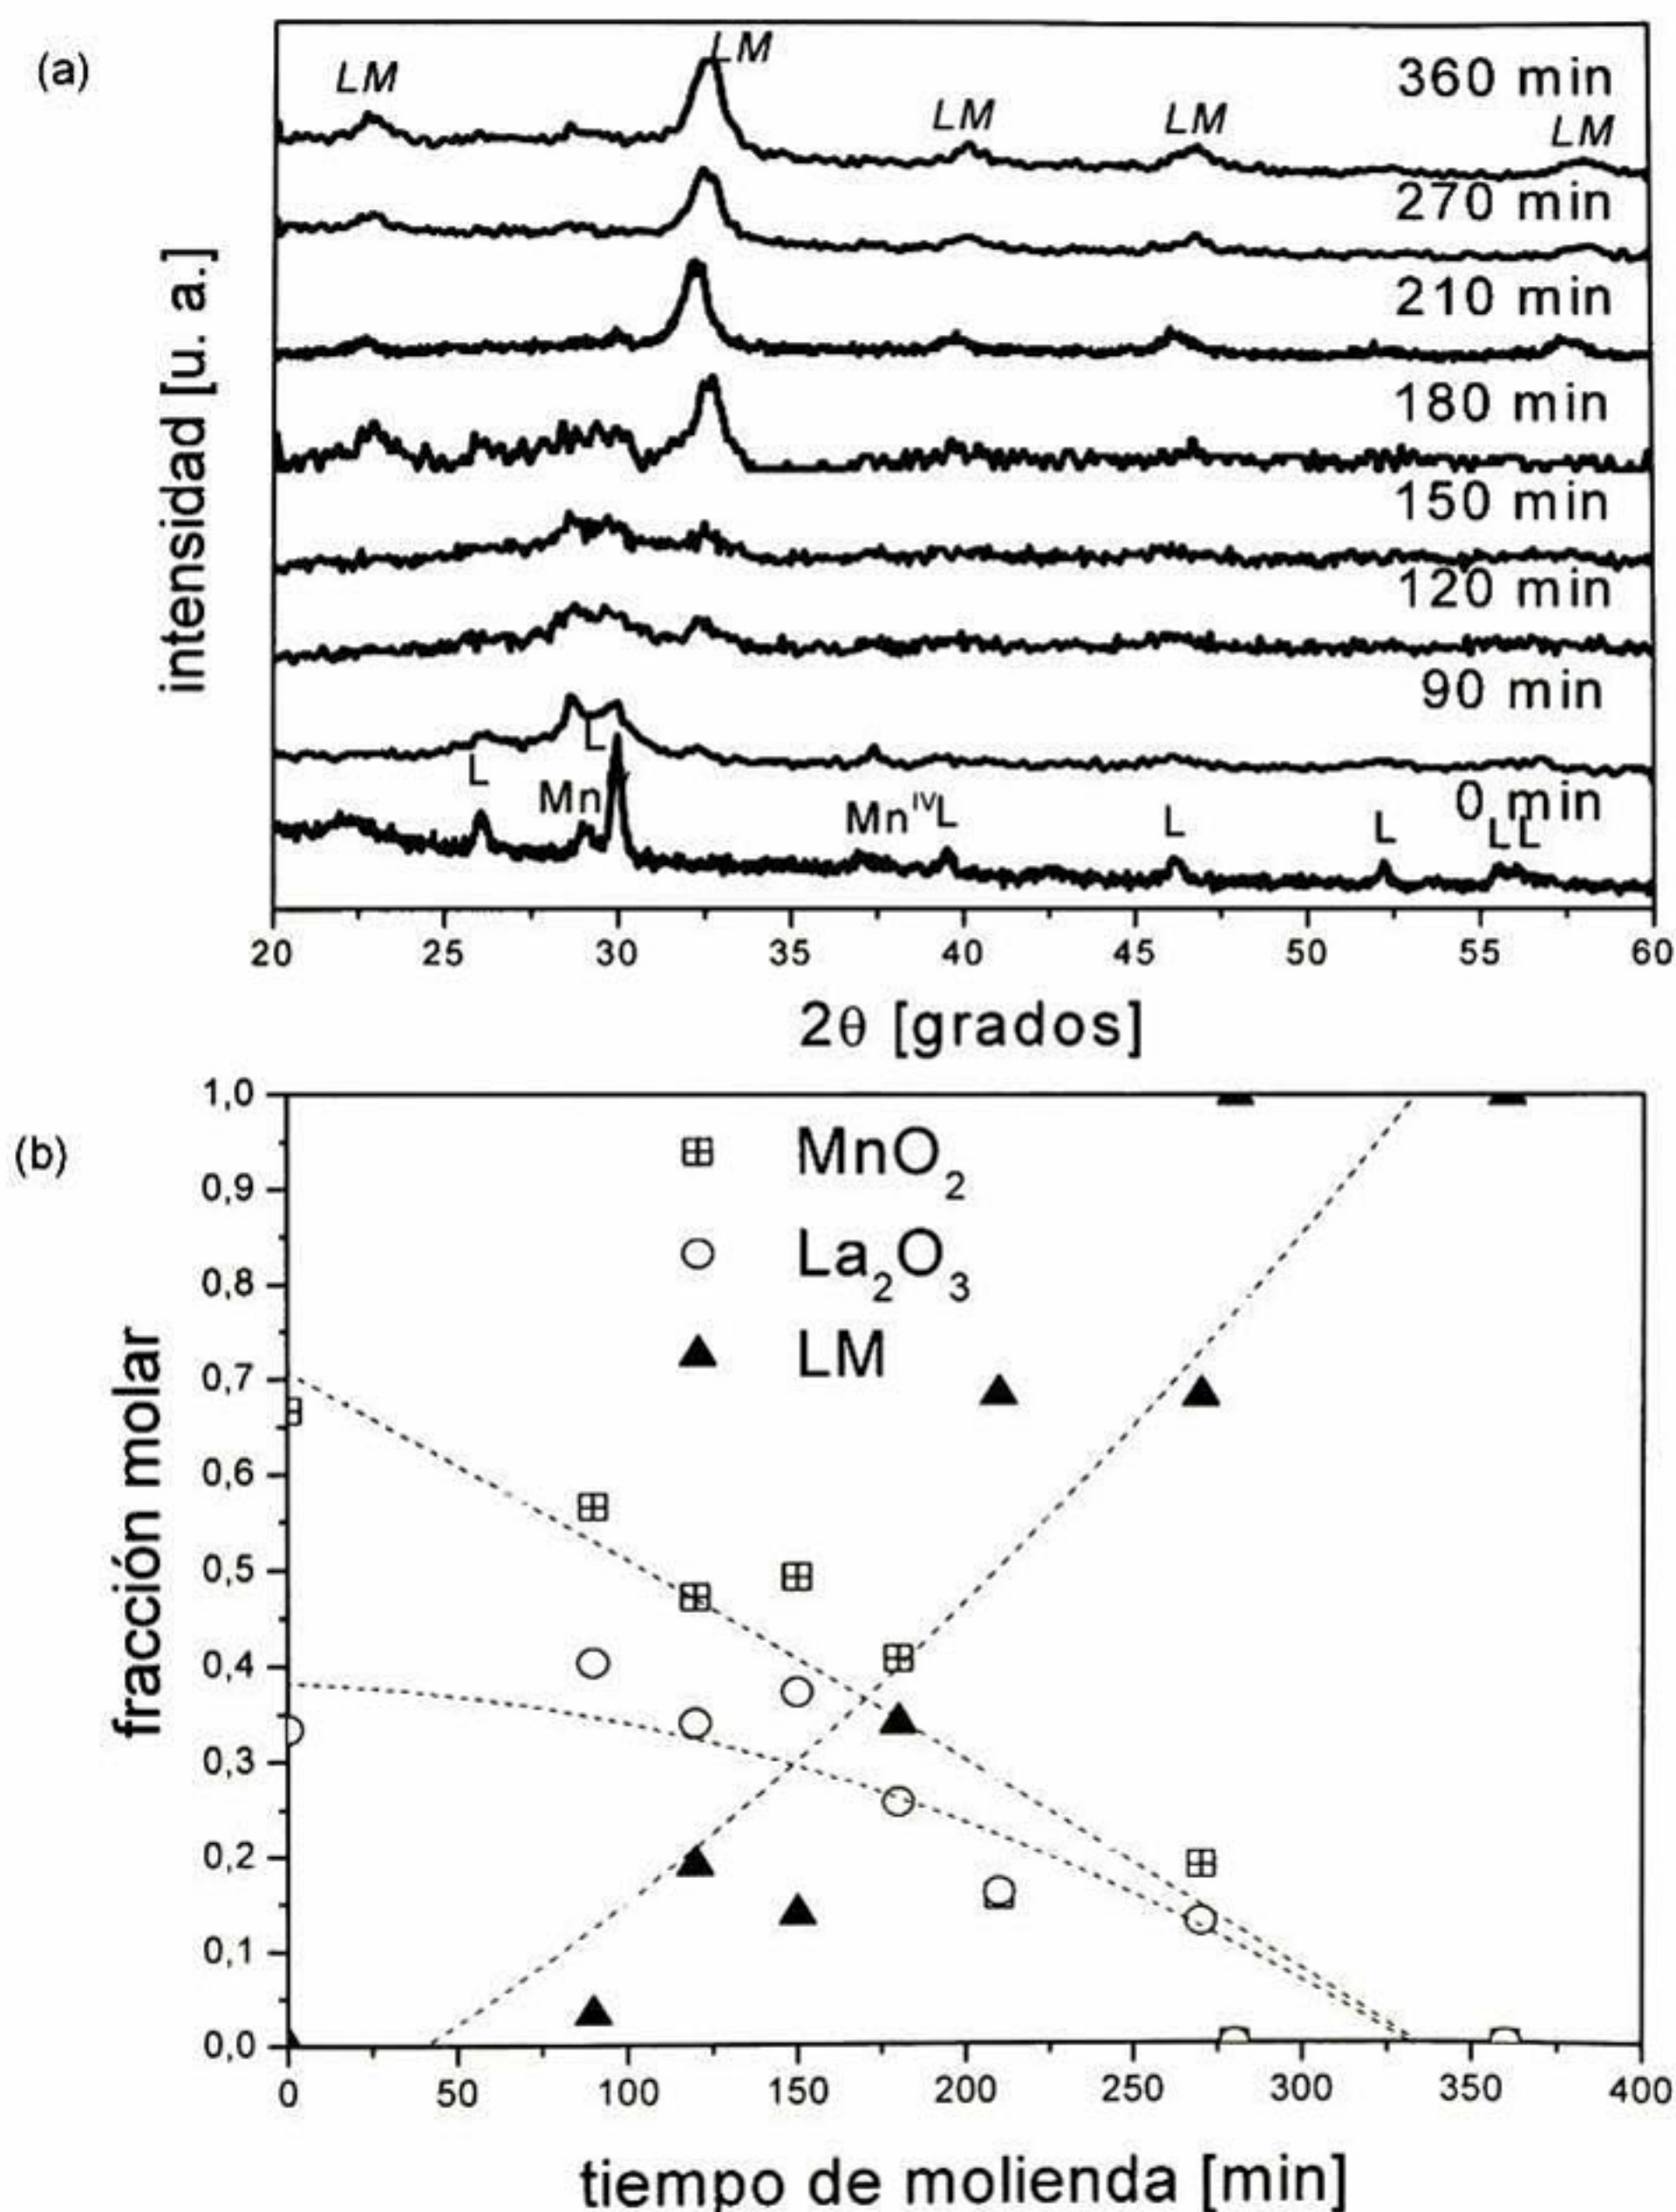 (a)
LM
LM
LM
LM
LM
360 min
270 min
210 min
180 min
150 min
120 min
90 min
0 min
L
Mn
L
Mn^IV L
L
L
LL
intensidad [u. a.]
20 25 30 35 40 45 50 55 60
2θ [grados]
(b)
1,0
0,9
0,8
0,7
0,6
0,5
0,4
0,3
0,2
0,1
0,0
MnO₂
La₂O₃
LM
fracción molar
0 50 100 150 200 250 300 350 400
tiempo de molienda [min]